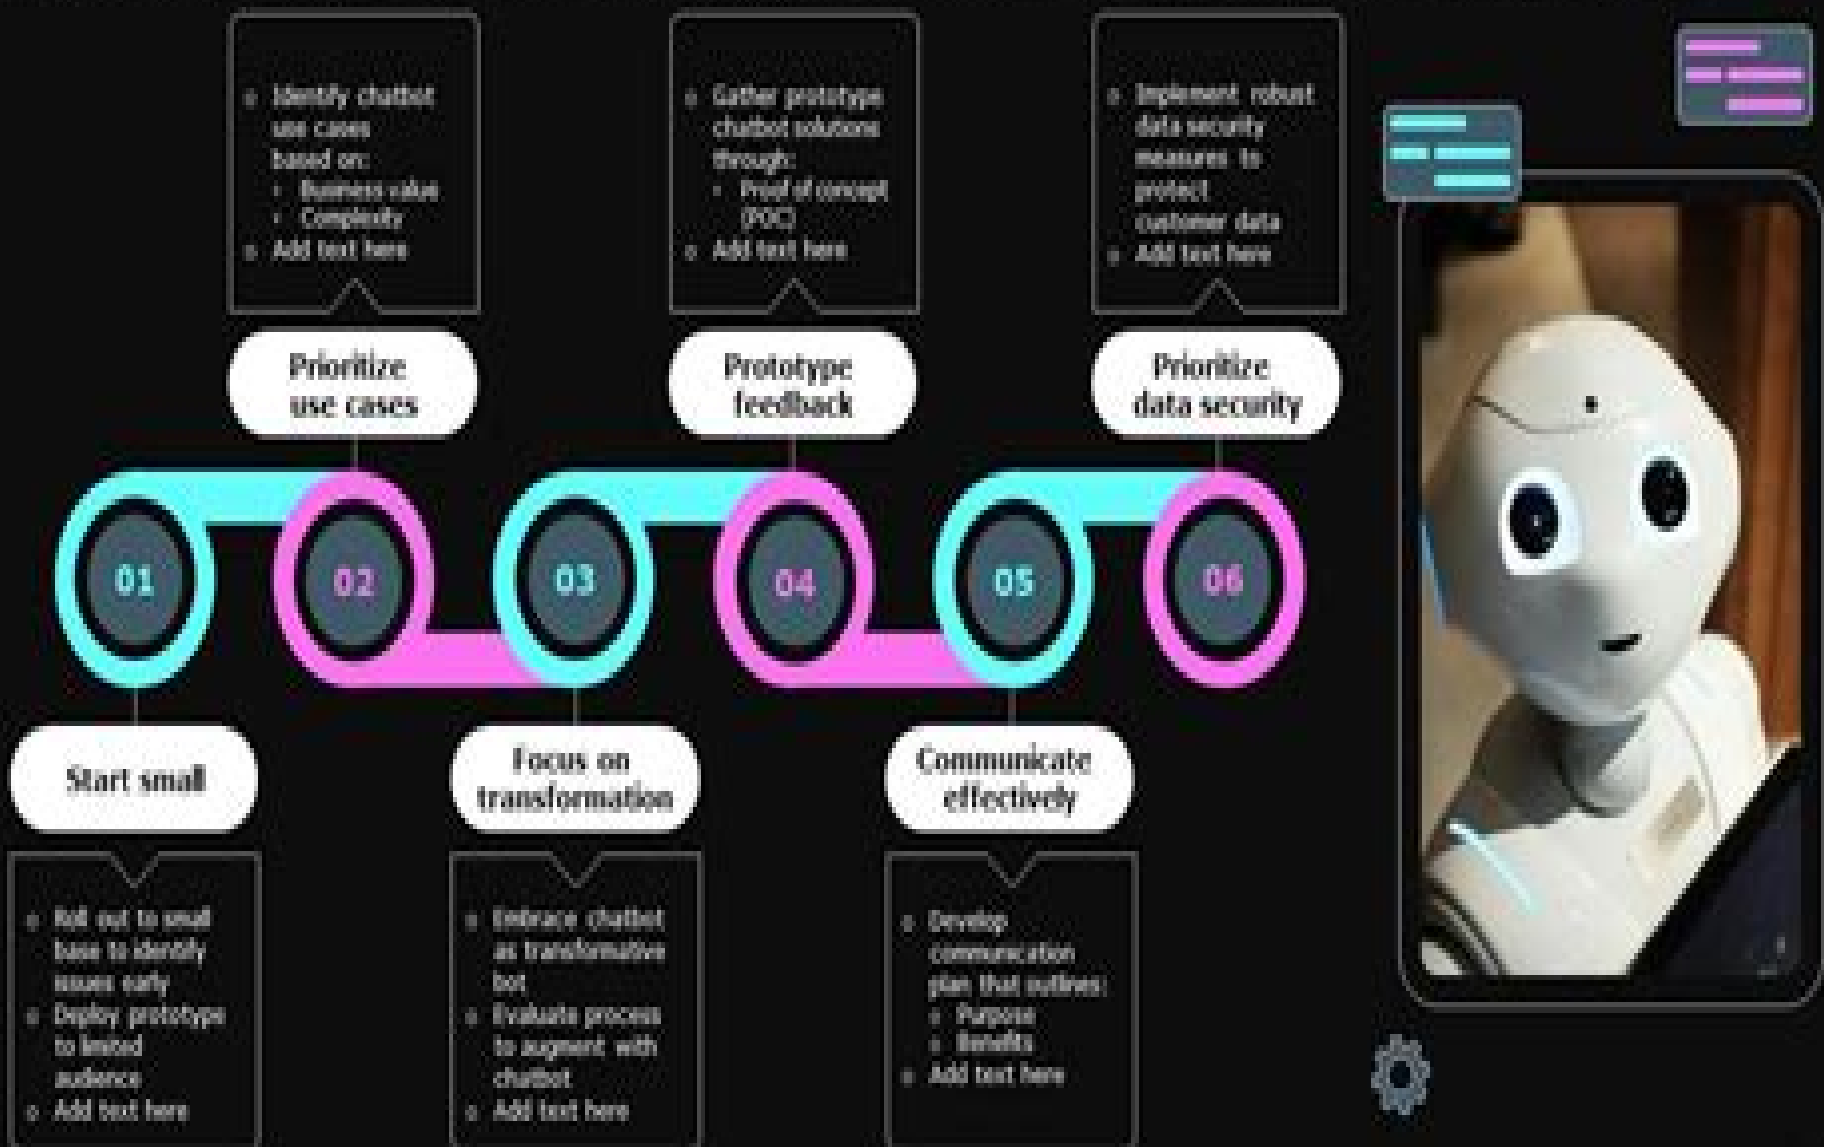 Identify chatbot
use cases
based on:
Business value
Complexity
Add text here
Gather prototype
chatbot solutions
through:
Proof of concept
(POC)
Add text here
Implement robust
data security
measures to
protect
customer data
Add text here
Prioritize
use cases
Prototype
feedback
Prioritize
data security
01
02
03
04
05
06
Start small
Focus on
transformation
Communicate
effectively
Roll out to small
base to identify
issues early
Deploy prototype
to limited
audience
Add text here
Embrace chatbot
as transformative
bot
Evaluate process
to augment with
chatbot
Add text here
Develop
communication
plan that outlines:
Purpose
Benefits
Add text here